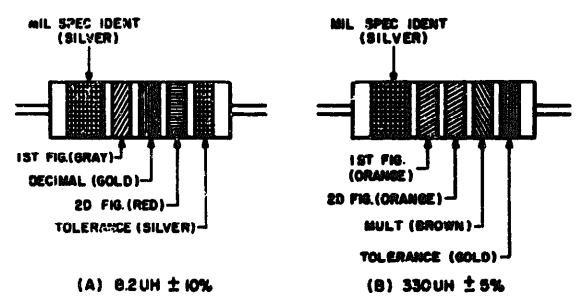 MIL SPEC IDENT
(SILVER)
1ST FIG.(GRAY)
DECIMAL (GOLD)
2D FIG.(RED)
TOLERANCE (SILVER)
(A) 8.2UH ± 10%
MIL SPEC IDENT
(SILVER)
1ST FIG.
(ORANGE)
2D FIG.(ORANGE)
MULT (BROWN)
TOLERANCE (GOLD)
(B) 330UH ± 5%